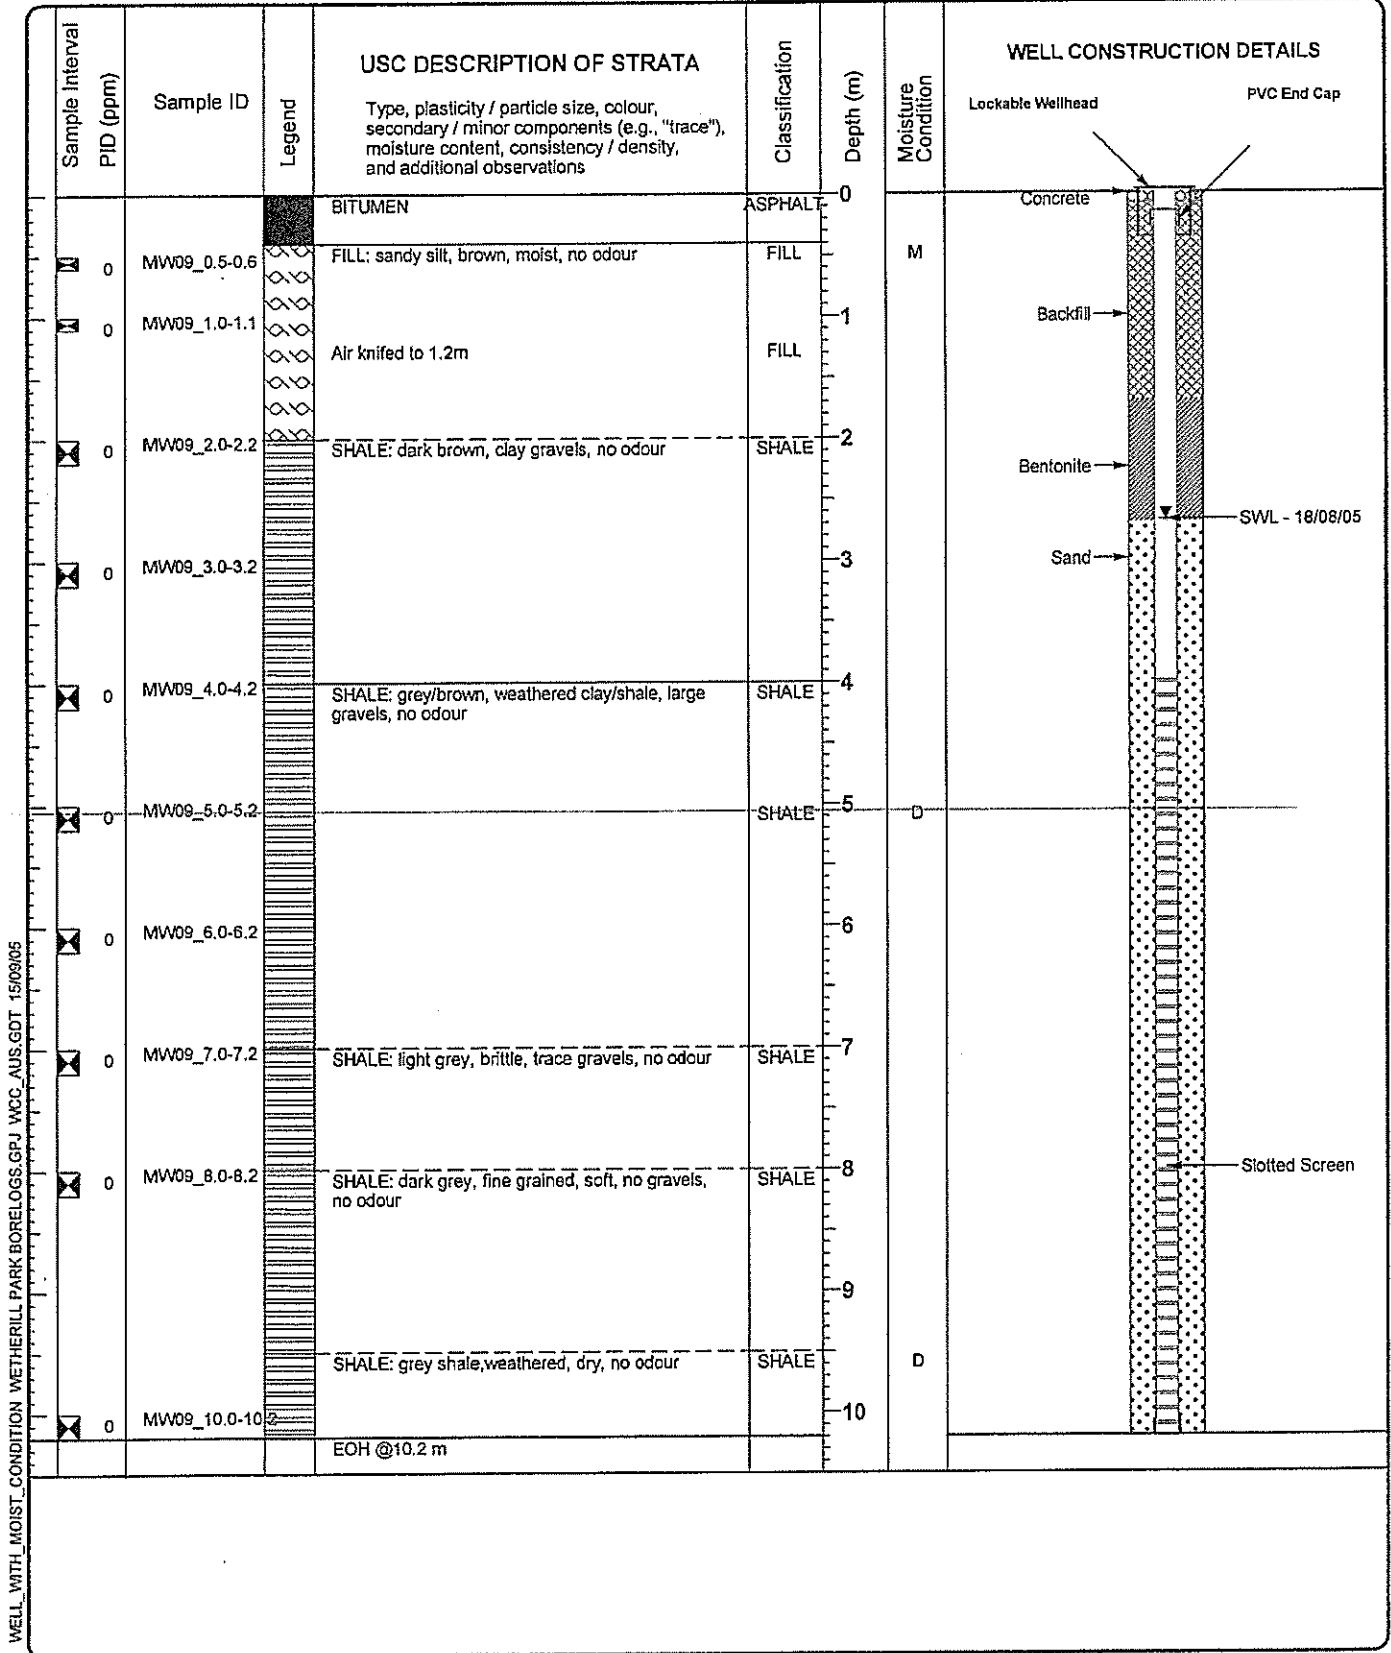 Sample Interval
PID (ppm)
Sample ID
Legend
USC DESCRIPTION OF STRATA
Type, plasticity / particle size, colour,
secondary / minor components (e.g., "trace"),
moisture content, consistency / density,
and additional observations
Classification
Depth (m)
Moisture
Condition
WELL CONSTRUCTION DETAILS
Lockable Wellhead
PVC End Cap
0
BITUMEN
ASPHALT
Concrete
0
MW09_0.5-0.6
FILL: sandy silt, brown, moist, no odour
FILL
M
0
MW09_1.0-1.1
1
Backfill
Air knifed to 1.2m
FILL
0
MW09_2.0-2.2
SHALE: dark brown, clay gravels, no odour
SHALE
2
Bentonite
SWL - 18/08/05
0
MW09_3.0-3.2
3
Sand
0
MW09_4.0-4.2
SHALE: grey/brown, weathered clay/shale, large
gravels, no odour
SHALE
4
0
MW09_5.0-5.2
SHALE
5
D
0
MW09_6.0-6.2
6
0
MW09_7.0-7.2
SHALE: light grey, brittle, trace gravels, no odour
SHALE
7
0
MW09_8.0-8.2
SHALE: dark grey, fine grained, soft, no gravels,
no odour
SHALE
8
Slotted Screen
9
SHALE: grey shale,weathered, dry, no odour
SHALE
D
0
MW09_10.0-10.2
10
EOH @10.2 m
WELL_WITH_MOIST_CONDITION WETHERILL PARK BORELOGS.GPJ WCC_AUS.GDT 15/09/05